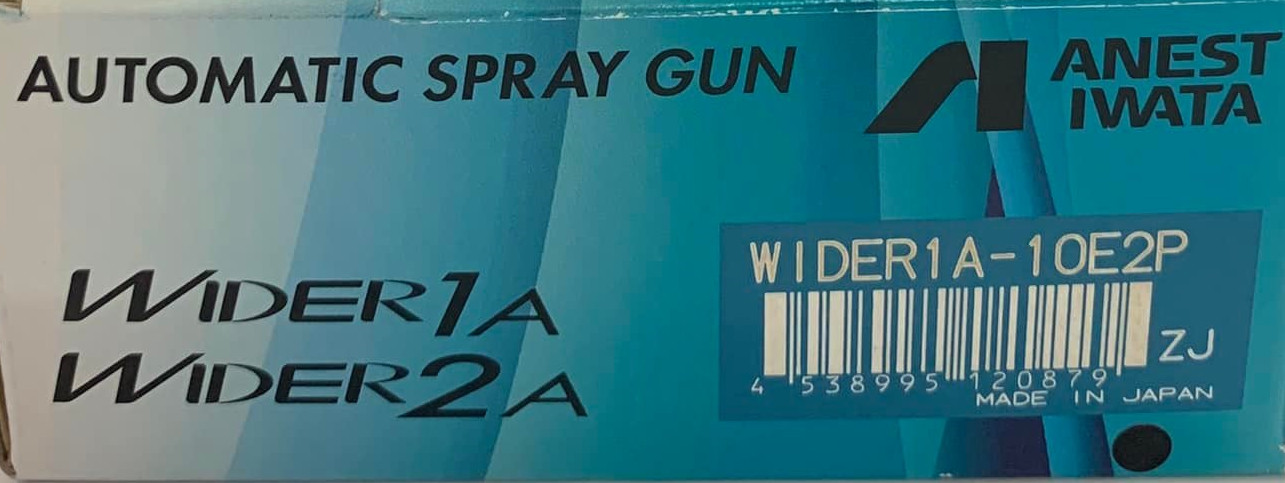 AUTOMATIC SPRAY GUN
ANEST
IWATA
WIDER1A
WIDER2A
WIDER1A-10E2P
ZJ
4 538995 120879
MADE IN JAPAN